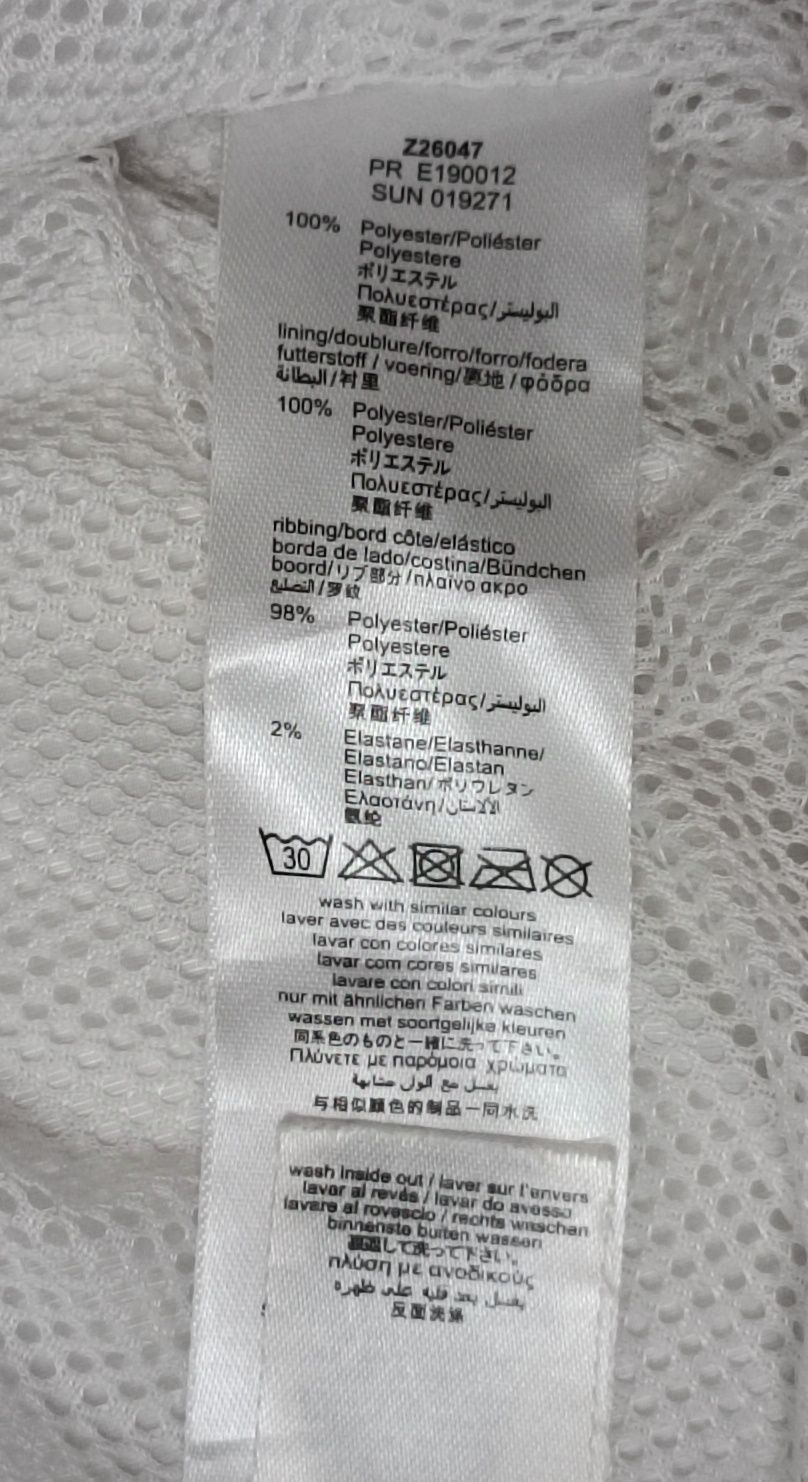 Z26047
PR E190012
SUN 019271
100% Polyester/Poliéster
Polyestere
ポリエステル
Πολυεστέρας/البوليستر
聚酯纤维
lining/doublure/forro/forro/fodera
futterstoff / voering/裏地 / φόδρα
البطانة/衬里
100% Polyester/Poliéster
Polyestere
ポリエステル
Πολυεστέρας/البوليستر
聚酯纤维
ribbing/bord côte/elástico
borda de lado/costina/Bündchen
boord/リブ部分/πλαϊνο ακρο
التضليع/罗纹
98% Polyester/Poliéster
Polyestere
ポリエステル
Πολυεστέρας/البوليستر
聚酯纤维
2% Elastane/Elasthanne/
Elastano/Elastan
Elasthan/ポリウレタン
Ελαστάνη/
氨纶
30
wash with similar colours
laver avec des couleurs similaires
lavar con colores similares
lavar com cores similares
lavare con colori simili
nur mit ähnlichen Farben waschen
wassen met soortgelijke kleuren
同系色のものと一緒に洗って下さい。
Πλύνετε με παρόμοια χρώματα
يغسل مع ألوان مشابهة
与相似颜色的制品一同水洗
wash inside out / laver sur l'envers
lavar al revés / lavar do avesso
lavare al rovescio / rechts waschen
binnenste buiten wassen
裏返して洗って下さい。
πλύση με ανοδικούς
يغسل بعد قلبه على ظهره
反面洗涤